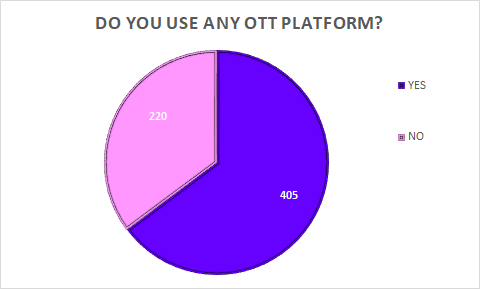 DO YOU USE ANY OTT PLATFORM?
220
405
YES
NO